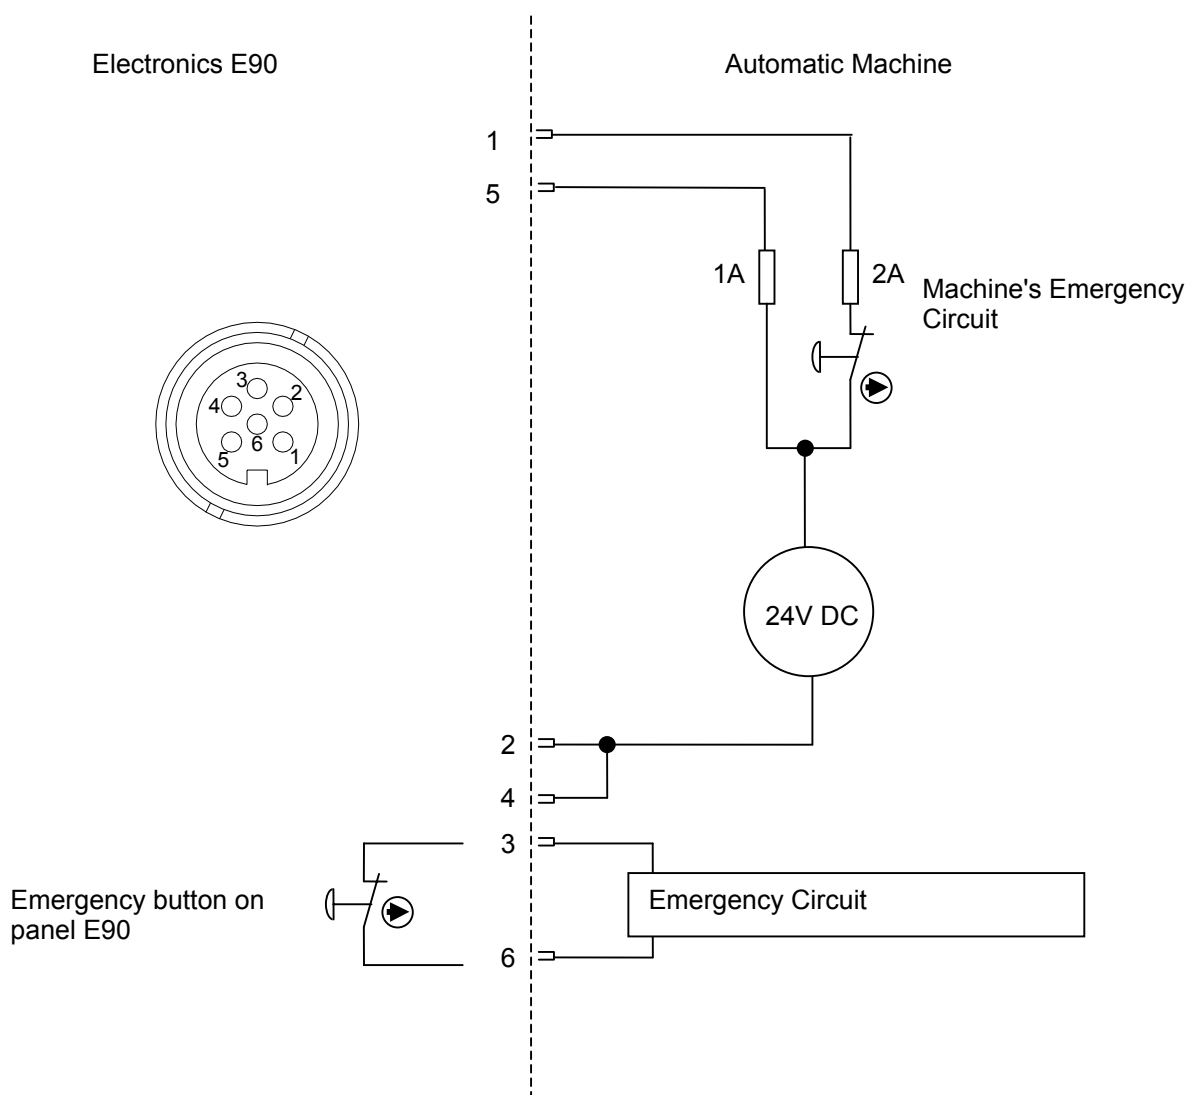 Electronics E90
Automatic Machine
1
5
1A
2A
Machine's Emergency
Circuit
3
2
4
6
5
1
24V DC
2
4
3
Emergency button on
panel E90
Emergency Circuit
6